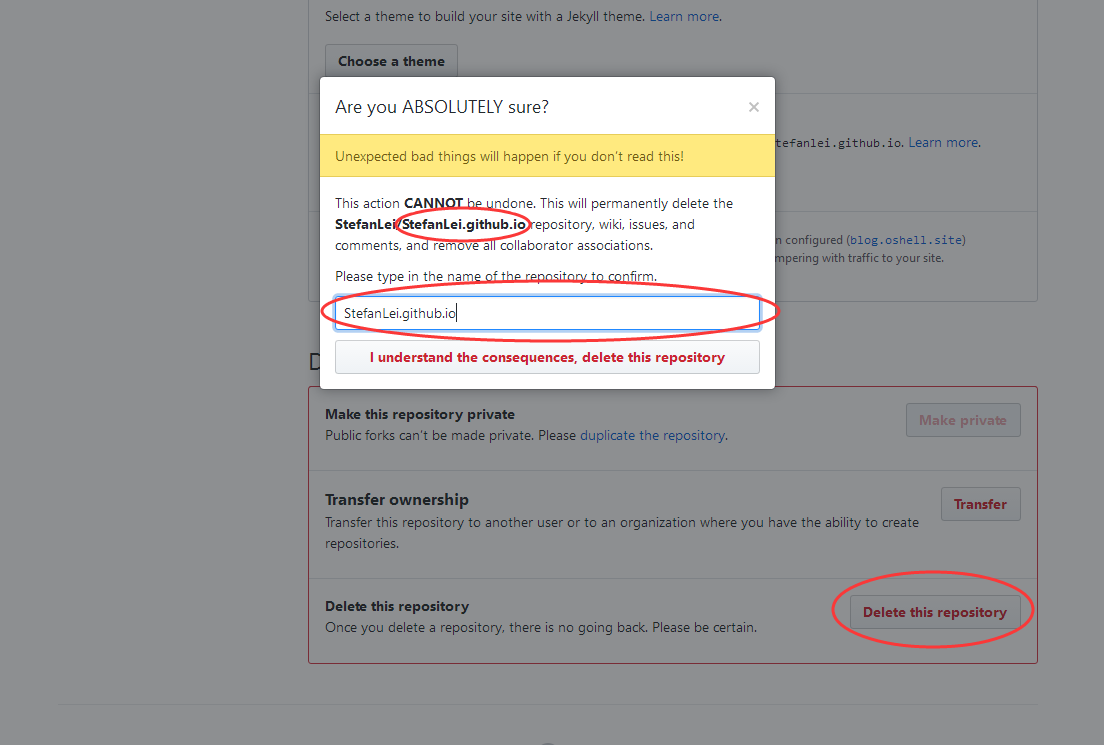 Select a theme to build your site with a Jekyll theme. Learn more.
Choose a theme
Are you ABSOLUTELY sure?
×
Unexpected bad things will happen if you don't read this!
tefanlei.github.io. Learn more.
This action CANNOT be undone. This will permanently delete the
StefanLei/StefanLei.github.io repository, wiki, issues, and
comments, and remove all collaborator associations.
n configured (blog.oshell.site)
mpering with traffic to your site.
Please type in the name of the repository to confirm.
StefanLei.github.io
I understand the consequences, delete this repository
D
Make this repository private
Public forks can't be made private. Please duplicate the repository.
Make private
Transfer ownership
Transfer this repository to another user or to an organization where you have the ability to create
repositories.
Transfer
Delete this repository
Once you delete a repository, there is no going back. Please be certain.
Delete this repository